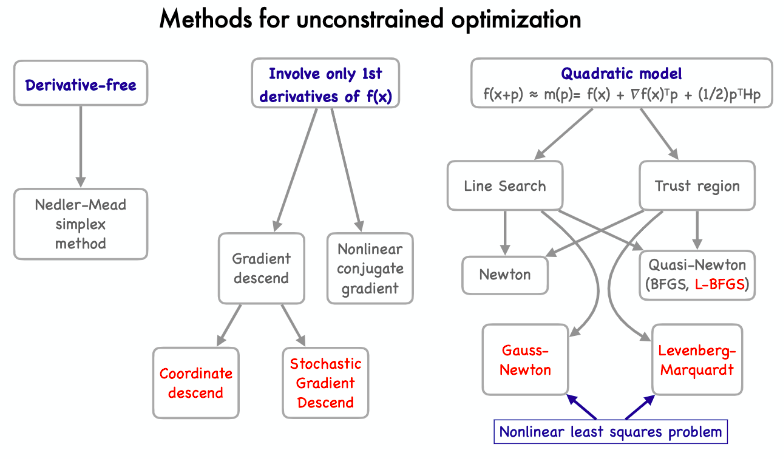 Methods for unconstrained optimization
Derivative-free
Involve only 1st
derivatives of f(x)
Quadratic model
f(x+p) ≈ m(p)= f(x) + ∇f(x)ᵀp + (1/2)pᵀHp
Nedler-Mead
simplex
method
Line Search
Trust region
Gradient
descend
Nonlinear
conjugate
gradient
Newton
Quasi-Newton
(BFGS, L-BFGS)
Coordinate
descend
Stochastic
Gradient
Descend
Gauss-
Newton
Levenberg-
Marquardt
Nonlinear least squares problem